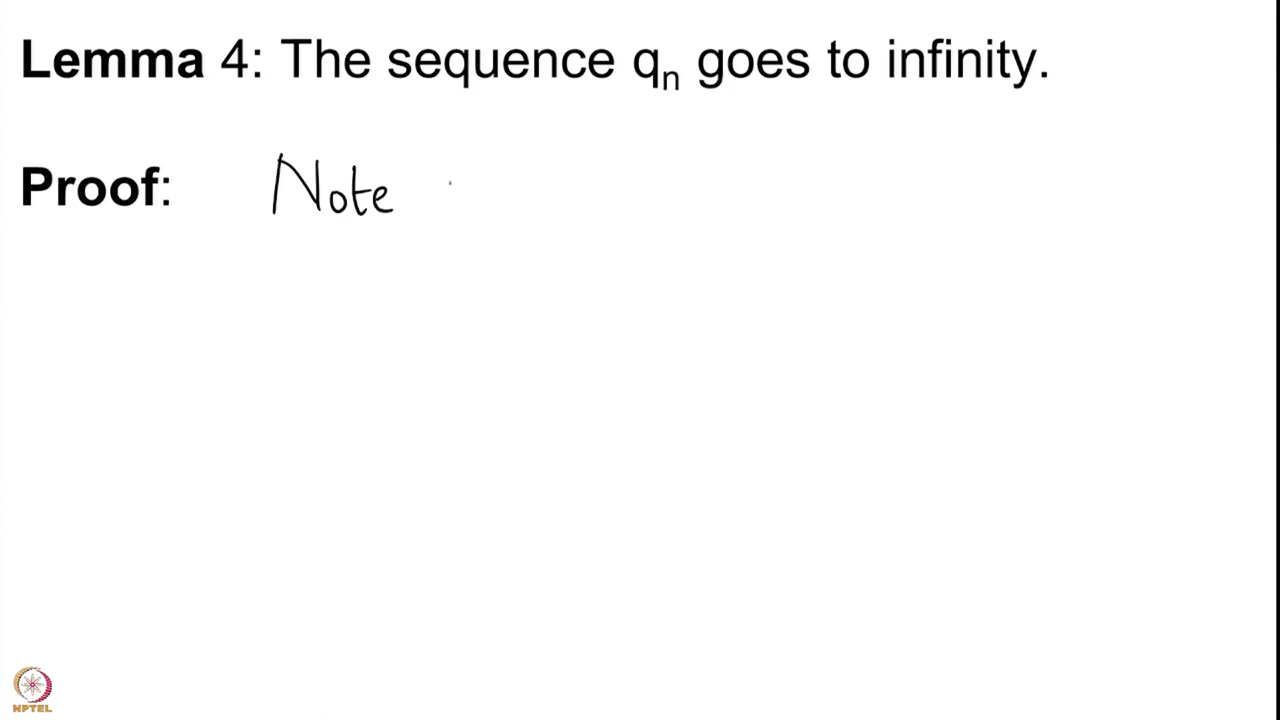 Lemma 4: The sequence qₙ goes to infinity.
Proof: Note
NPTEL